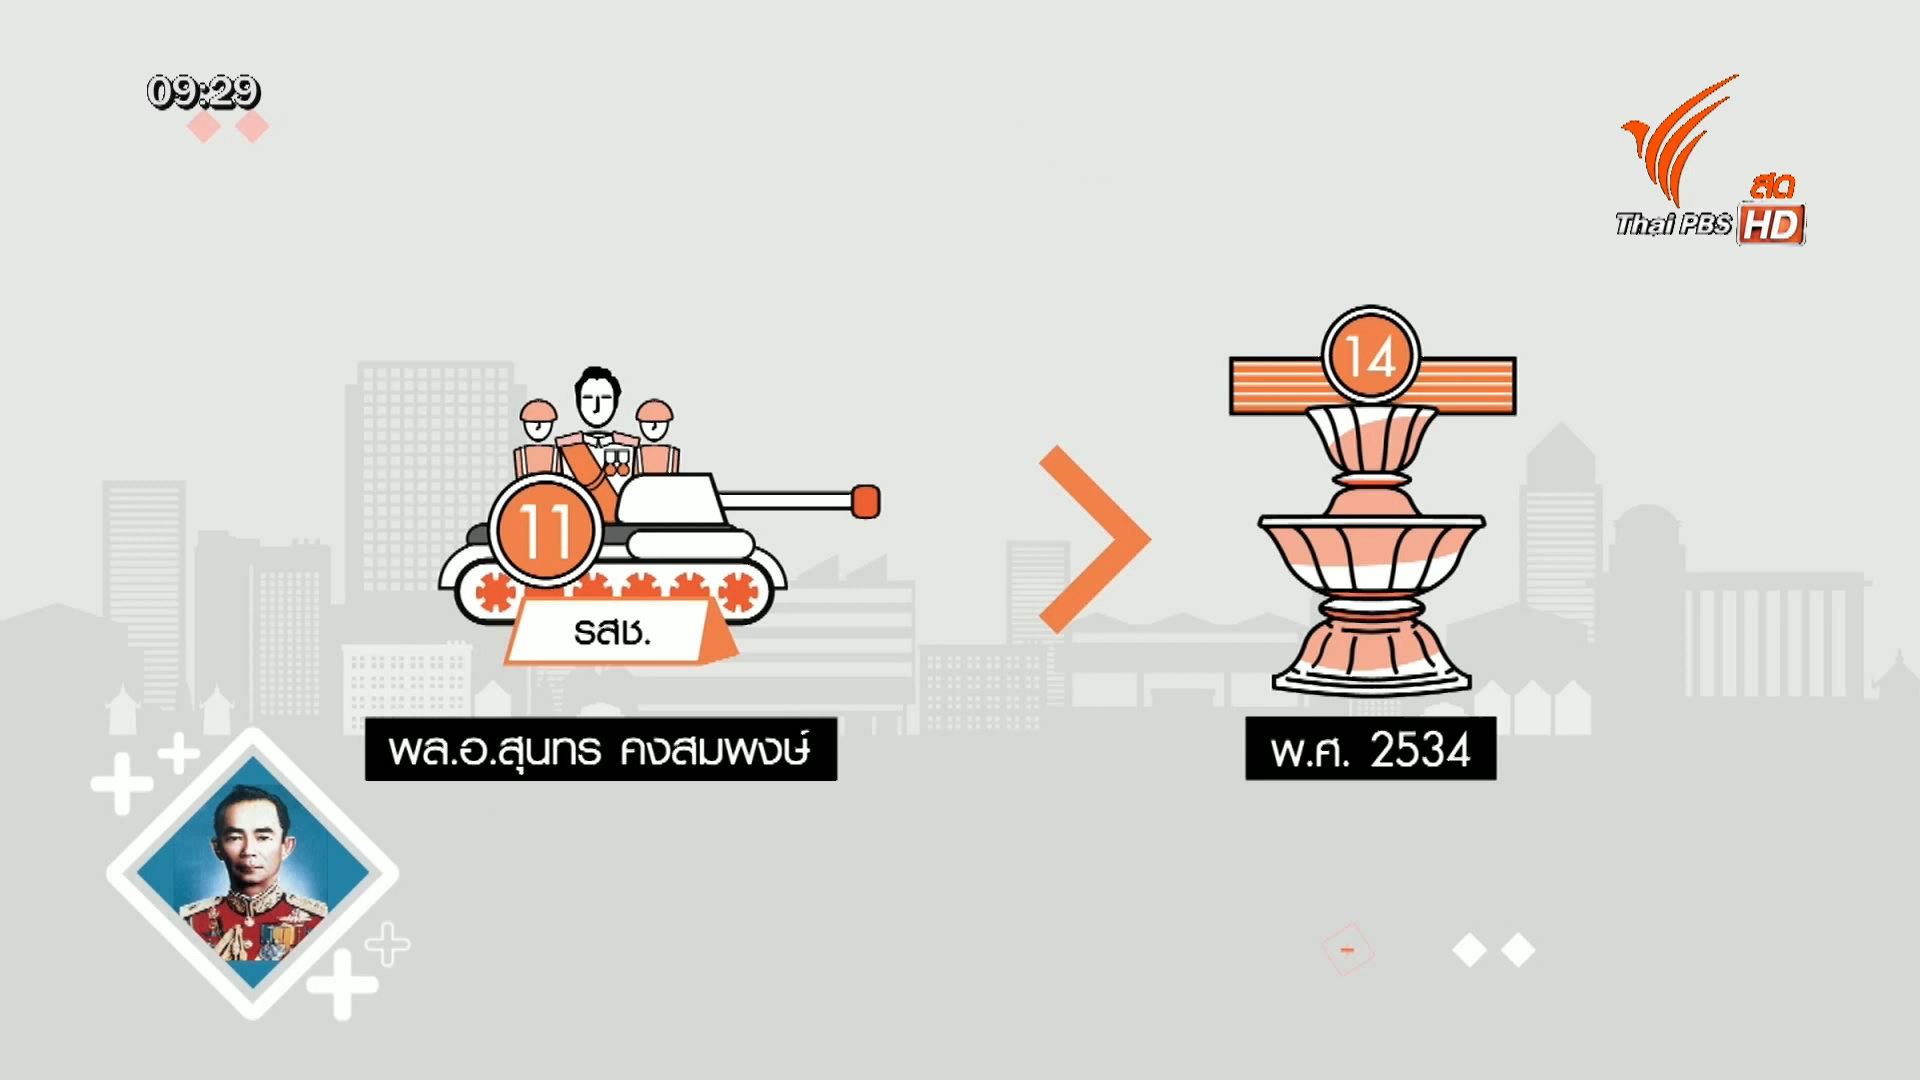 09:29
สด
Thai PBS HD
14
11
รสช.
พล.อ.สุนทร คงสมพงษ์
พ.ศ. 2534